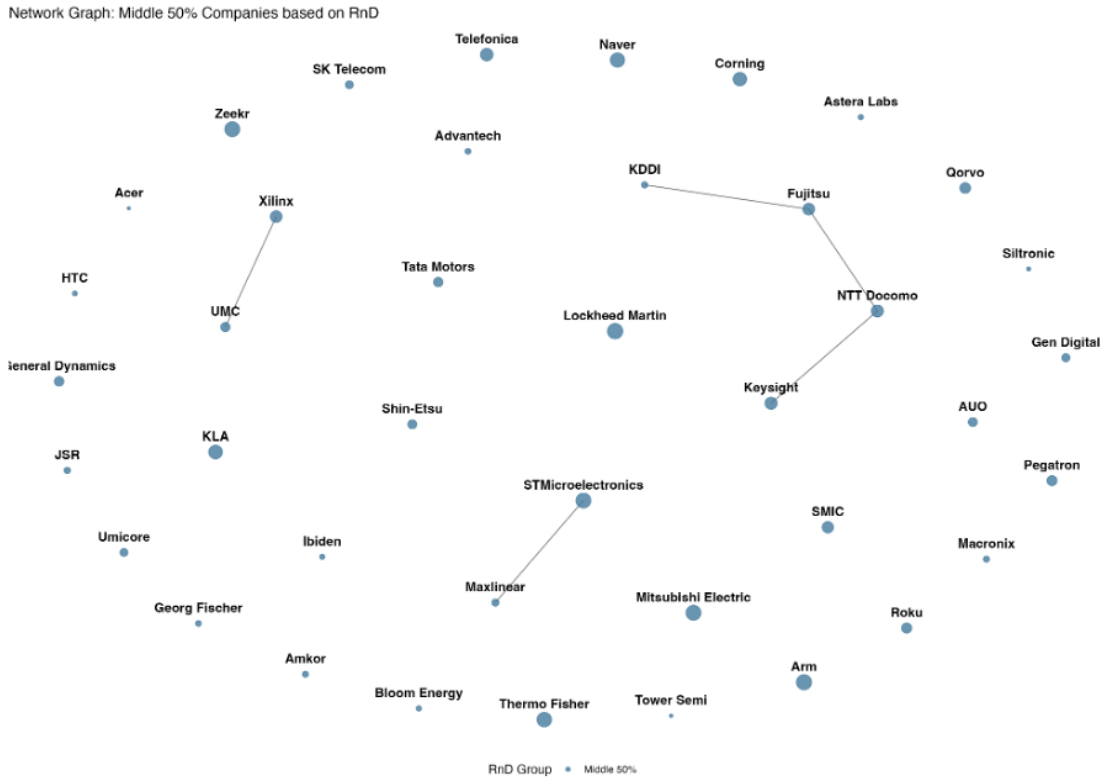 Network Graph: Middle 50% Companies based on RnD
Telefonica
Naver
SK Telecom
Corning
Astera Labs
Zeekr
Advantech
KDDI
Qorvo
Acer
Xilinx
Fujitsu
Siltronic
HTC
Tata Motors
NTT Docomo
UMC
Lockheed Martin
Gen Digital
General Dynamics
Keysight
Shin-Etsu
AUO
KLA
JSR
Pegatron
STMicroelectronics
SMIC
Umicore
Ibiden
Macronix
Maxlinear
Mitsubishi Electric
Georg Fischer
Roku
Amkor
Arm
Bloom Energy
Thermo Fisher
Tower Semi
RnD Group
Middle 50%